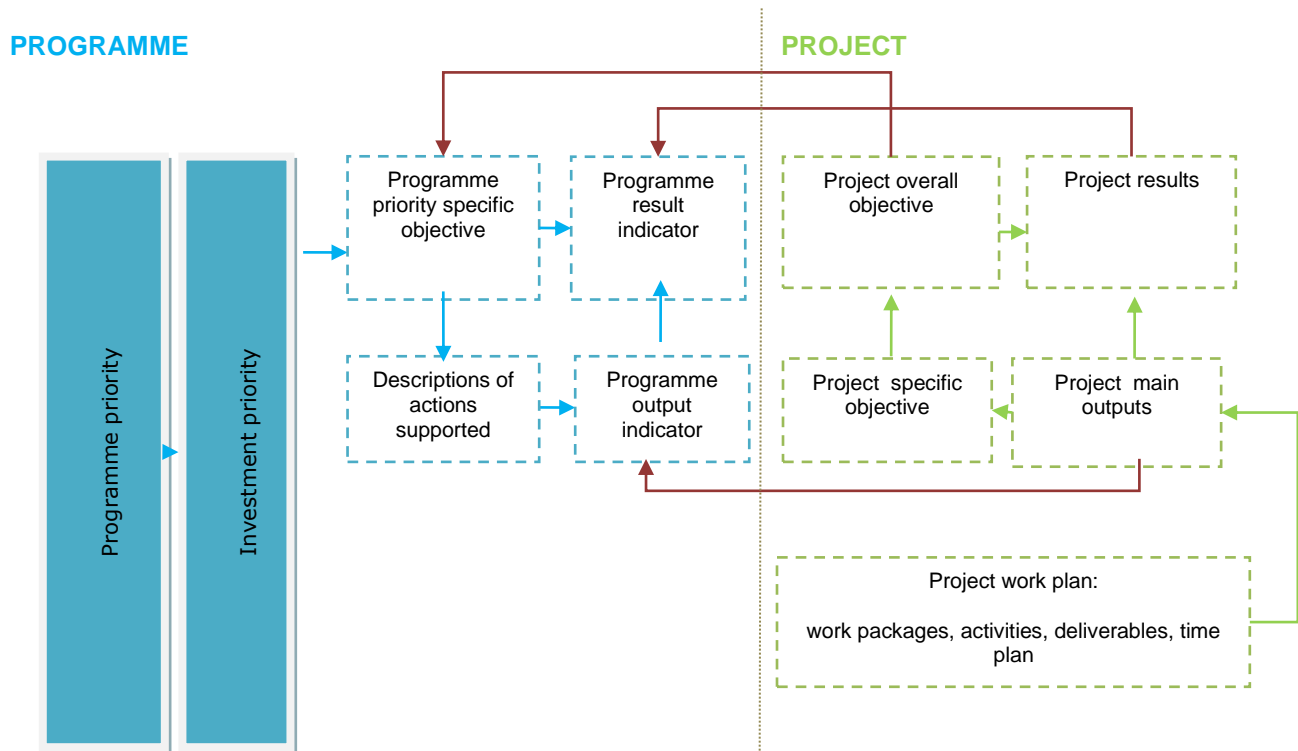 PROGRAMME
PROJECT
Programme priority
Investment priority
Programme
priority specific
objective
Programme
result
indicator
Project overall
objective
Project results
Descriptions of
actions
supported
Programme
output
indicator
Project specific
objective
Project main
outputs
Project work plan:
work packages, activities, deliverables, time
plan